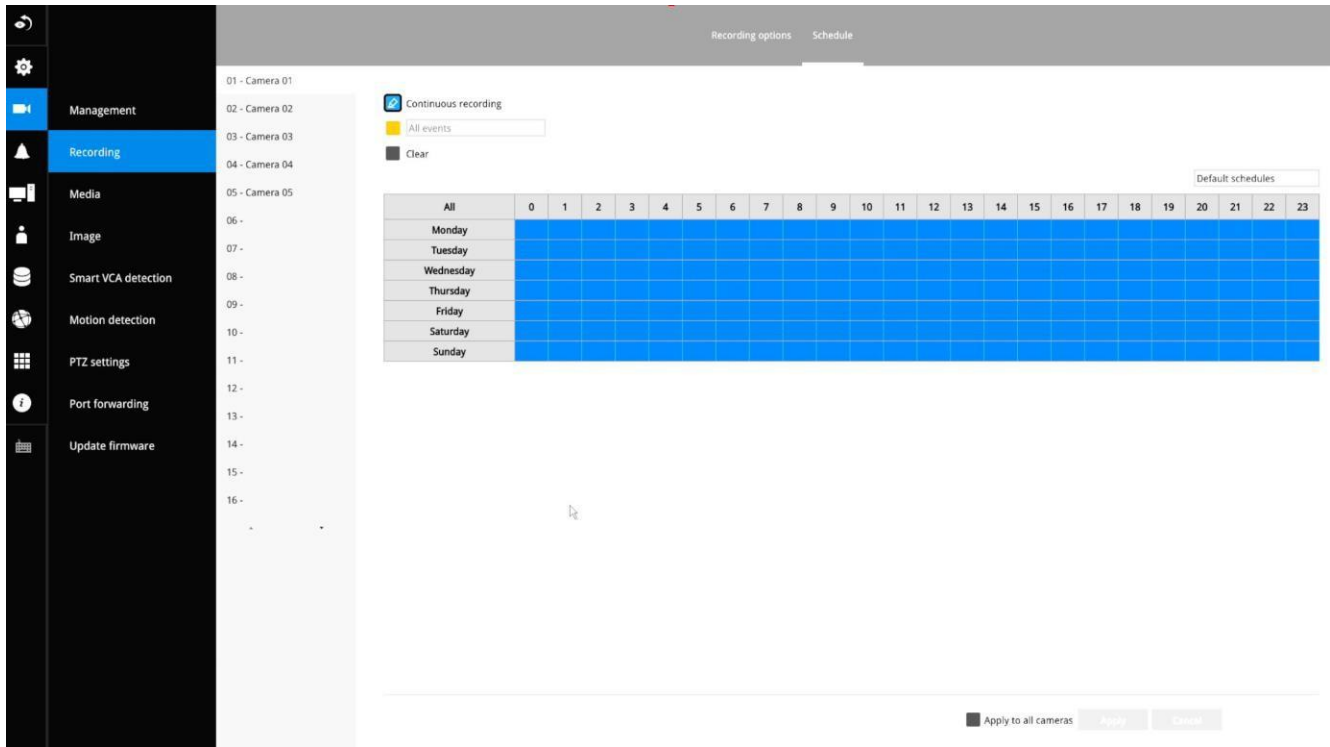 Recording options Schedule
Management
Recording
Media
Image
Smart VCA detection
Motion detection
PTZ settings
Port forwarding
Update firmware
01 - Camera 01
02 - Camera 02
03 - Camera 03
04 - Camera 04
05 - Camera 05
06 -
07 -
08 -
09 -
10 -
11 -
12 -
13 -
14 -
15 -
16 -
Continuous recording
All events
Clear
Default schedules
All 0 1 2 3 4 5 6 7 8 9 10 11 12 13 14 15 16 17 18 19 20 21 22 23
Monday
Tuesday
Wednesday
Thursday
Friday
Saturday
Sunday
Apply to all cameras Apply Cancel